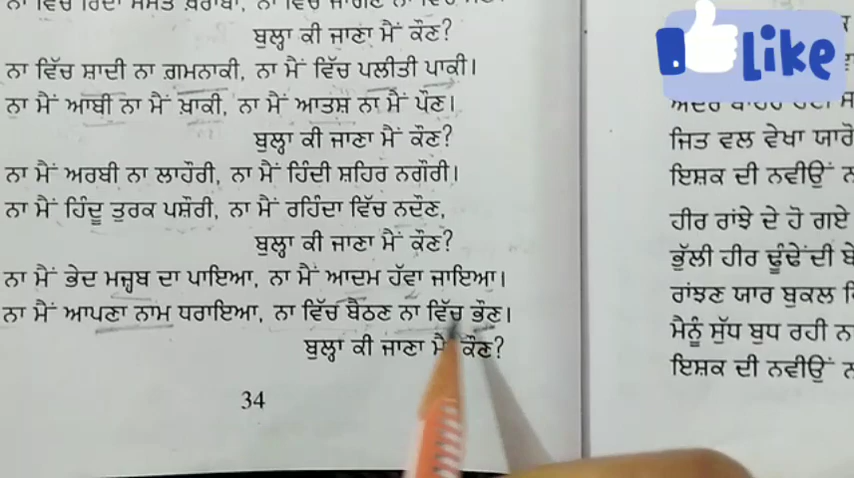 ਬੁਲ੍ਹਾ ਕੀ ਜਾਣਾ ਮੈਂ ਕੌਣ?
ਨਾ ਵਿੱਚ ਸ਼ਾਦੀ ਨਾ ਗ਼ਮਨਾਕੀ, ਨਾ ਮੈਂ ਵਿੱਚ ਪਲੀਤੀ ਪਾਕੀ।
ਨਾ ਮੈਂ ਆਬੀ ਨਾ ਮੈਂ ਖ਼ਾਕੀ, ਨਾ ਮੈਂ ਆਤਸ਼ ਨਾ ਮੈਂ ਪੌਣ।
ਬੁਲ੍ਹਾ ਕੀ ਜਾਣਾ ਮੈਂ ਕੌਣ?
ਨਾ ਮੈਂ ਅਰਬੀ ਨਾ ਲਾਹੌਰੀ, ਨਾ ਮੈਂ ਹਿੰਦੀ ਸ਼ਹਿਰ ਨਗੌਰੀ।
ਨਾ ਮੈਂ ਹਿੰਦੂ ਤੁਰਕ ਪਸ਼ੌਰੀ, ਨਾ ਮੈਂ ਰਹਿੰਦਾ ਵਿੱਚ ਨਦੌਣ,
ਬੁਲ੍ਹਾ ਕੀ ਜਾਣਾ ਮੈਂ ਕੌਣ?
ਨਾ ਮੈਂ ਭੇਦ ਮਜ਼੍ਹਬ ਦਾ ਪਾਇਆ, ਨਾ ਮੈਂ ਆਦਮ ਹੱਵਾ ਜਾਇਆ।
ਨਾ ਮੈਂ ਆਪਣਾ ਨਾਮ ਧਰਾਇਆ, ਨਾ ਵਿੱਚ ਬੈਠਣ ਨਾ ਵਿੱਚ ਭੌਣ।
ਬੁਲ੍ਹਾ ਕੀ ਜਾਣਾ ਮੈਂ ਕੌਣ?
34
Like
ਜਿਤ ਵਲ ਵੇਖਾ ਯਾਰੋ
ਇਸ਼ਕ ਦੀ ਨਵੀਉਂ
ਹੀਰ ਰਾਂਝੇ ਦੇ ਹੋ ਗਏ
ਭੁੱਲੀ ਹੀਰ ਢੂੰਢੇਂਦੀ
ਰਾਂਝਣ ਯਾਰ ਬੁਕਲ
ਮੈਨੂੰ ਸੁੱਧ ਬੁਧ ਰਹੀ
ਇਸ਼ਕ ਦੀ ਨਵੀਉਂ